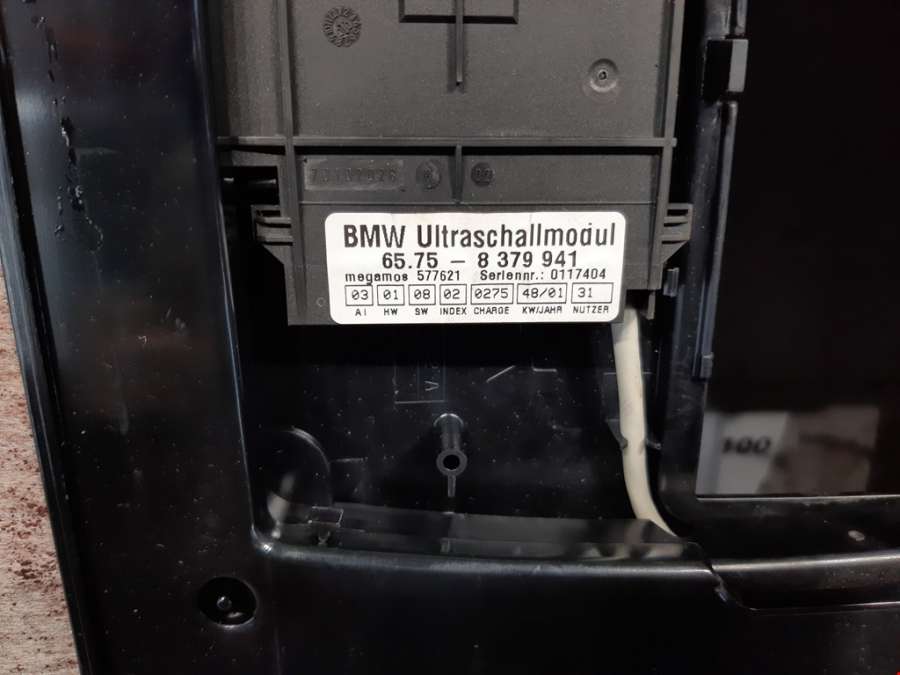 BMW Ultraschallmodul
65.75 - 8 379 941
megamos 577621 Seriennr.: 0117404
03 01 08 02 0275 48/01 31
AI HW SW INDEX CHARGE KW/JAHR NUTZER
A